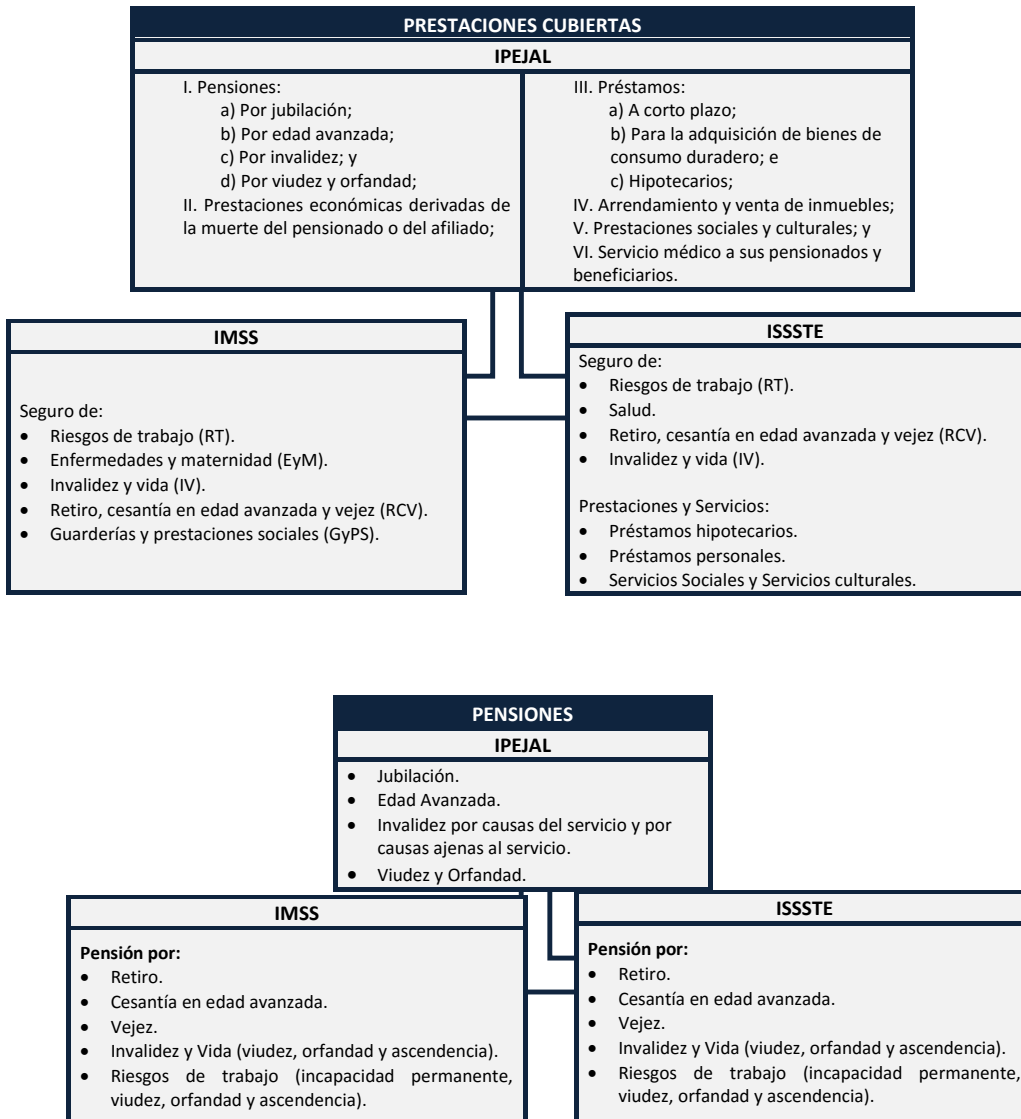 PRESTACIONES CUBIERTAS
IPEJAL
I. Pensiones:
a) Por jubilación;
b) Por edad avanzada;
c) Por invalidez; y
d) Por viudez y orfandad;
II. Prestaciones económicas derivadas de
la muerte del pensionado o del afiliado;
III. Préstamos:
a) A corto plazo;
b) Para la adquisición de bienes de
consumo duradero; e
c) Hipotecarios;
IV. Arrendamiento y venta de inmuebles;
V. Prestaciones sociales y culturales; y
VI. Servicio médico a sus pensionados y
beneficiarios.
IMSS
Seguro de:
• Riesgos de trabajo (RT).
• Enfermedades y maternidad (EyM).
• Invalidez y vida (IV).
• Retiro, cesantía en edad avanzada y vejez (RCV).
• Guarderías y prestaciones sociales (GyPS).
ISSSTE
Seguro de:
• Riesgos de trabajo (RT).
• Salud.
• Retiro, cesantía en edad avanzada y vejez (RCV).
• Invalidez y vida (IV).
Prestaciones y Servicios:
• Préstamos hipotecarios.
• Préstamos personales.
• Servicios Sociales y Servicios culturales.
PENSIONES
IPEJAL
• Jubilación.
• Edad Avanzada.
• Invalidez por causas del servicio y por
causas ajenas al servicio.
• Viudez y Orfandad.
IMSS
Pensión por:
• Retiro.
• Cesantía en edad avanzada.
• Vejez.
• Invalidez y Vida (viudez, orfandad y ascendencia).
• Riesgos de trabajo (incapacidad permanente,
viudez, orfandad y ascendencia).
ISSSTE
Pensión por:
• Retiro.
• Cesantía en edad avanzada.
• Vejez.
• Invalidez y Vida (viudez, orfandad y ascendencia).
• Riesgos de trabajo (incapacidad permanente,
viudez, orfandad y ascendencia).